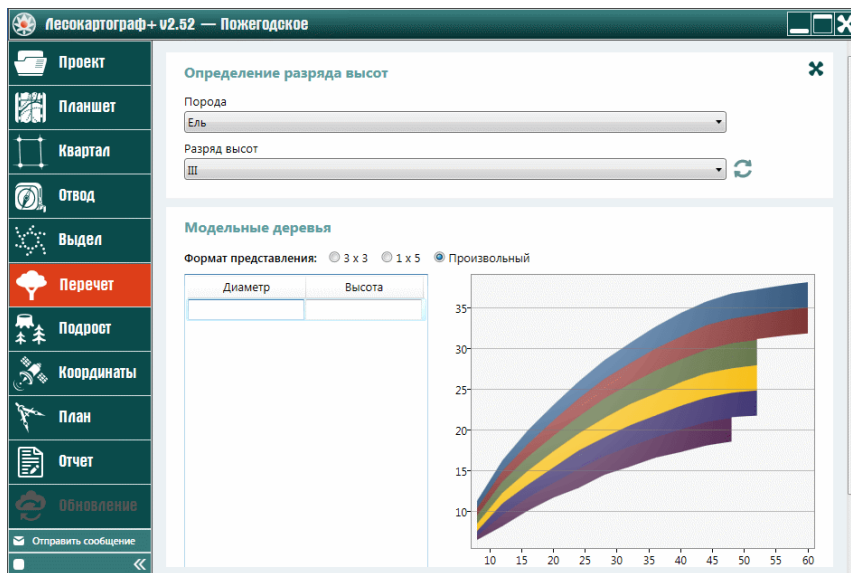 Лесокартограф+ v2.52 — Пожегодское
Проект
Планшет
Квартал
Отвод
Выдел
Перечет
Подрост
Координаты
План
Отчет
Обновление
Отправить сообщение
Определение разряда высот
Порода
Ель
Разряд высот
III
Модельные деревья
Формат представления: 3 x 3 1 x 5 Произвольный
Диаметр Высота
35
30
25
20
15
10
10 15 20 25 30 35 40 45 50 55 60